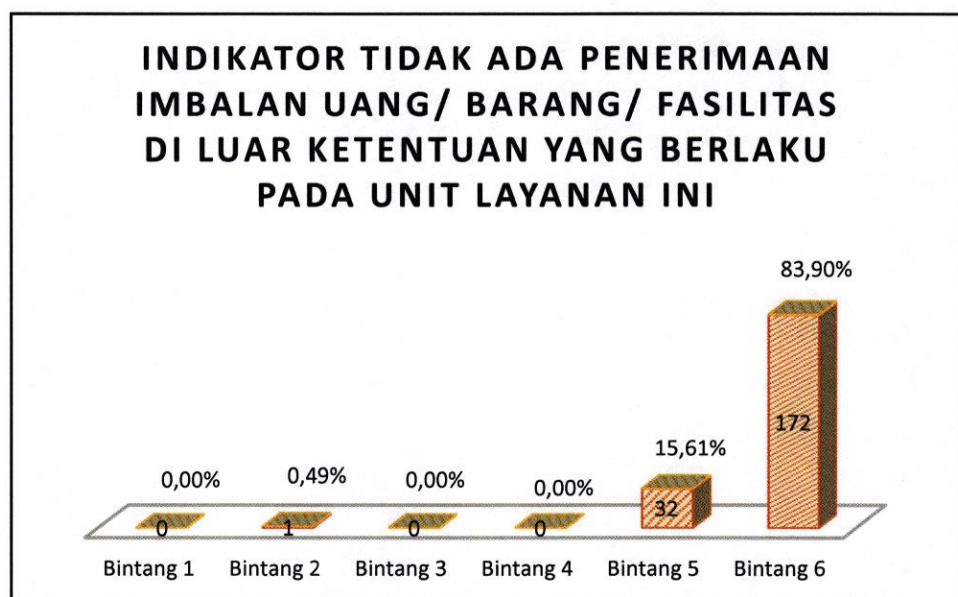 INDIKATOR TIDAK ADA PENERIMAAN
IMBALAN UANG/ BARANG/ FASILITAS
DI LUAR KETENTUAN YANG BERLAKU
PADA UNIT LAYANAN INI
83,90%
172
15,61%
32
0,00%
0,49%
0,00%
0,00%
0
1
0
0
Bintang 1
Bintang 2
Bintang 3
Bintang 4
Bintang 5
Bintang 6